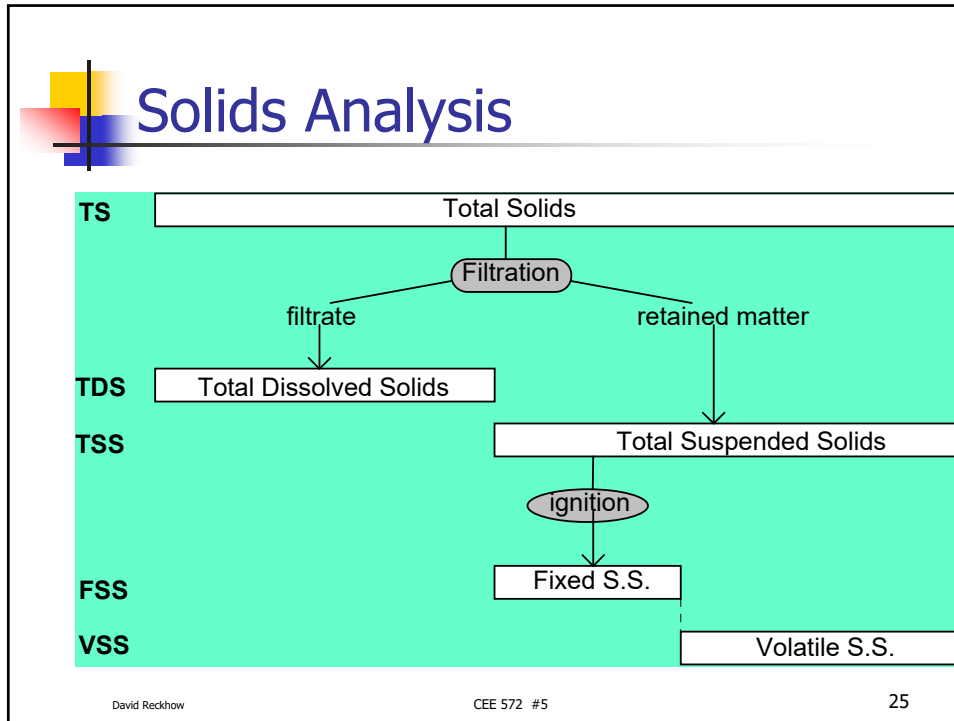 Solids Analysis
TS
Total Solids
Filtration
filtrate
retained matter
TDS
Total Dissolved Solids
TSS
Total Suspended Solids
ignition
FSS
Fixed S.S.
VSS
Volatile S.S.
David Reckhow
CEE 572 #5
25